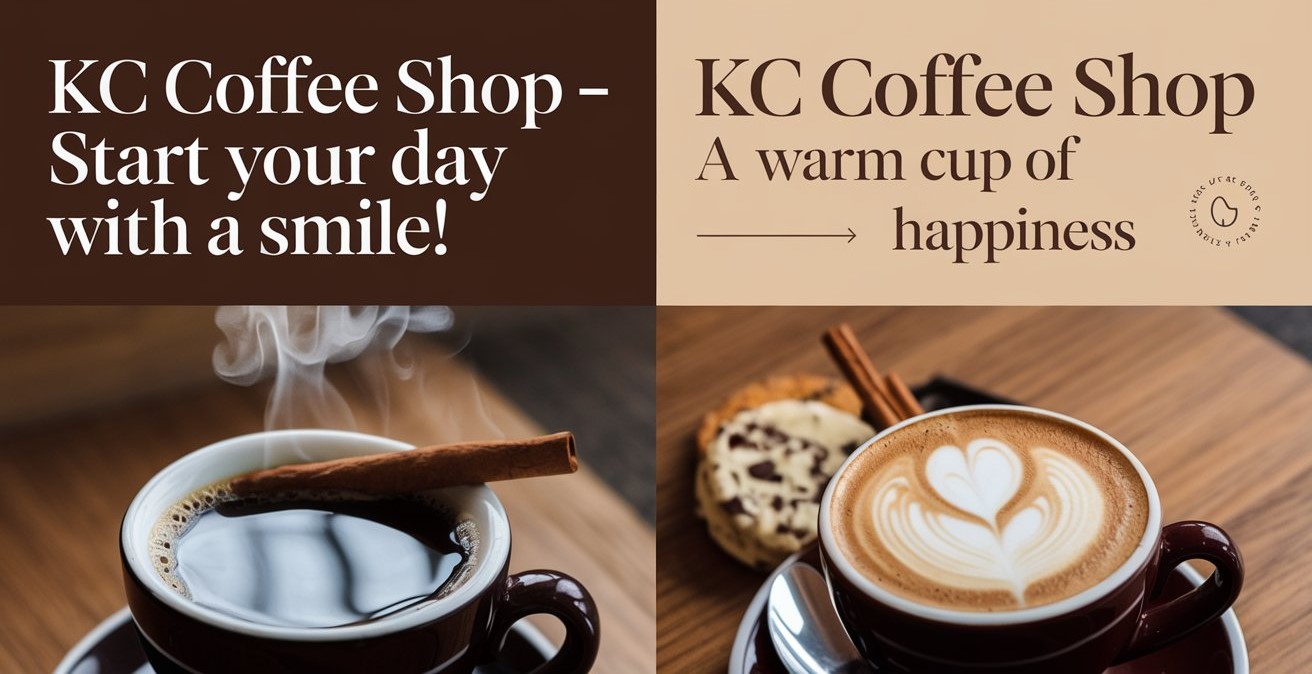 KC Coffee Shop –
Start your day
with a smile!
KC Coffee Shop
A warm cup of
happiness